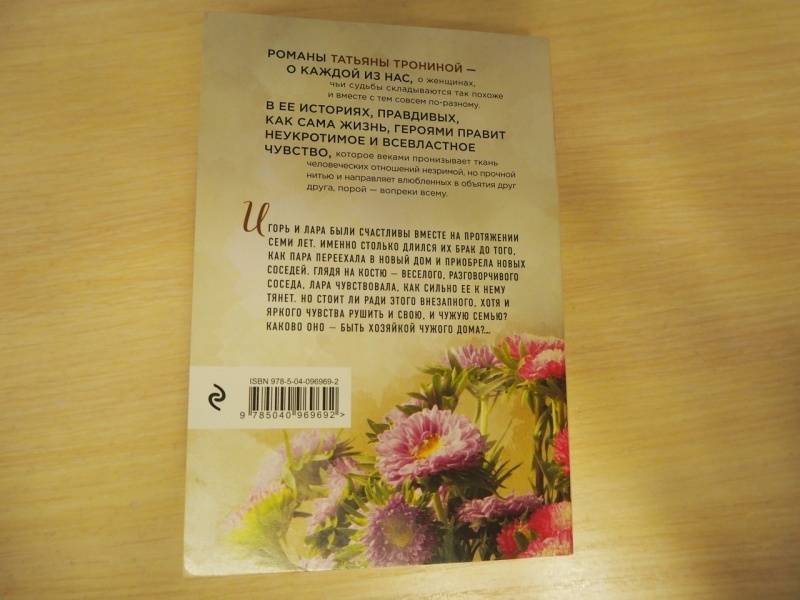 РОМАНЫ ТАТЬЯНЫ ТРОНИНОЙ —
О КАЖДОЙ ИЗ НАС, о женщинах,
чьи судьбы складываются так похоже
и вместе с тем совсем по-разному.
В ЕЕ ИСТОРИЯХ, ПРАВДИВЫХ,
КАК САМА ЖИЗНЬ, ГЕРОЯМИ ПРАВИТ
НЕУКРОТИМОЕ И ВСЕВЛАСТНОЕ
ЧУВСТВО, которое веками пронизывает ткань
человеческих отношений незримой, но прочной
нитью и направляет влюбленных в объятия друг
друга, порой — вопреки всему.
ИГОРЬ И ЛАРА БЫЛИ СЧАСТЛИВЫ ВМЕСТЕ НА ПРОТЯЖЕНИИ
СЕМИ ЛЕТ. ИМЕННО СТОЛЬКО ДЛИЛСЯ ИХ БРАК ДО ТОГО,
КАК ПАРА ПЕРЕЕХАЛА В НОВЫЙ ДОМ И ПРИОБРЕЛА НОВЫХ
СОСЕДЕЙ. ГЛЯДЯ НА КОСТЮ — ВЕСЕЛОГО, РАЗГОВОРЧИВОГО
СОСЕДА, ЛАРА ЧУВСТВОВАЛА, КАК СИЛЬНО ЕЕ К НЕМУ
ТЯНЕТ. НО СТОИТ ЛИ РАДИ ЭТОГО ВНЕЗАПНОГО, ХОТЯ И
ЯРКОГО ЧУВСТВА РУШИТЬ И СВОЮ, И ЧУЖУЮ СЕМЬЮ?
КАКОВО ОНО — БЫТЬ ХОЗЯЙКОЙ ЧУЖОГО ДОМА?..
ISBN 978-5-04-096969-2
9 785040 969692 >